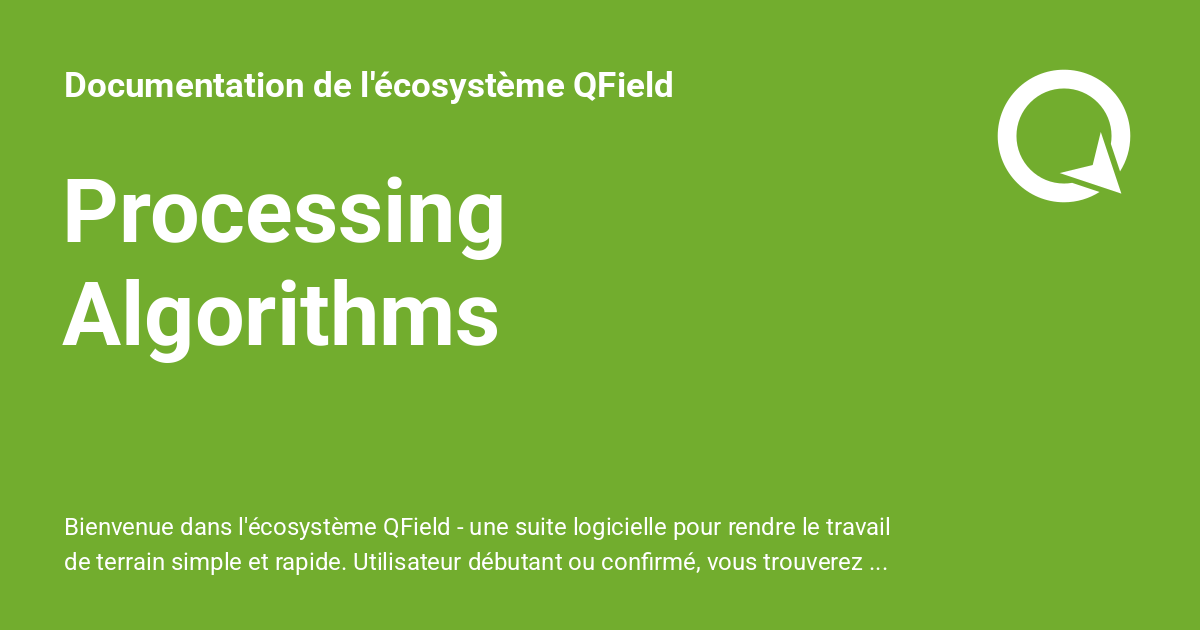 Documentation de l'écosystème QField
Processing
Algorithms
Bienvenue dans l'écosystème QField - une suite logicielle pour rendre le travail
de terrain simple et rapide. Utilisateur débutant ou confirmé, vous trouverez ...